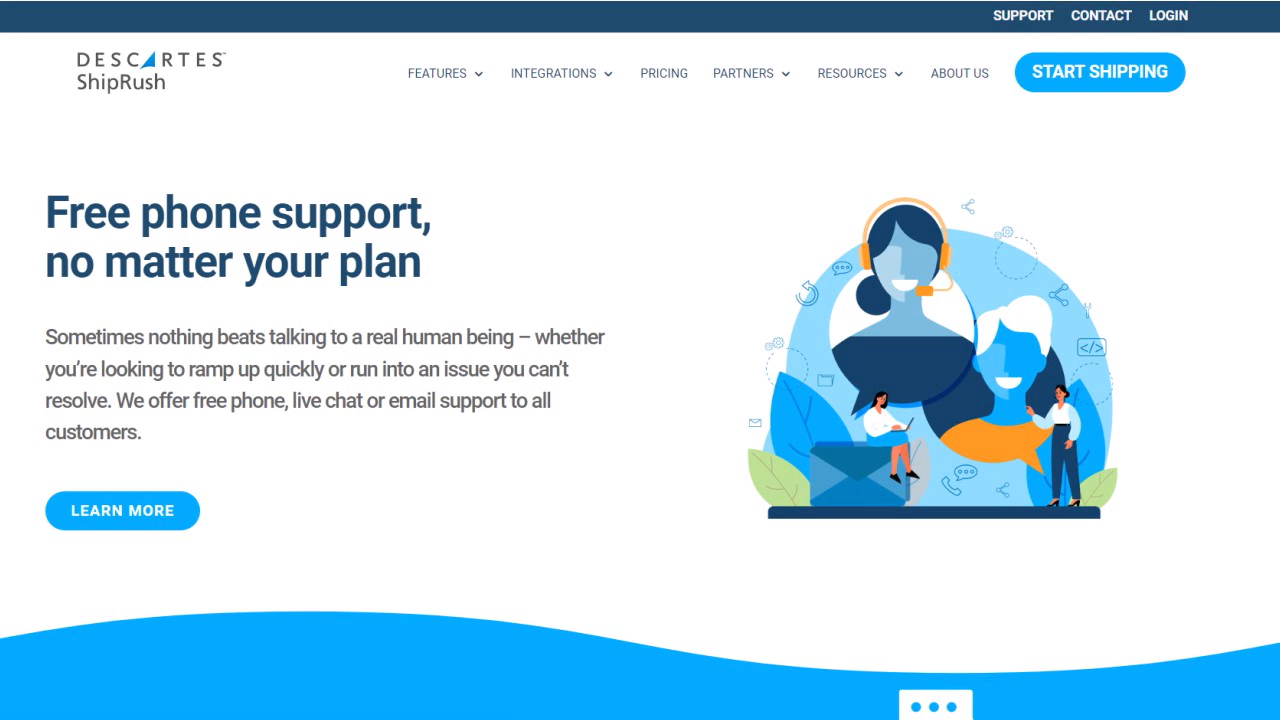 SUPPORT CONTACT LOGIN
DESCARTES™
ShipRush
FEATURES INTEGRATIONS PRICING PARTNERS RESOURCES ABOUT US START SHIPPING
Free phone support,
no matter your plan
Sometimes nothing beats talking to a real human being – whether
you’re looking to ramp up quickly or run into an issue you can’t
resolve. We offer free phone, live chat or email support to all
customers.
LEARN MORE
</>